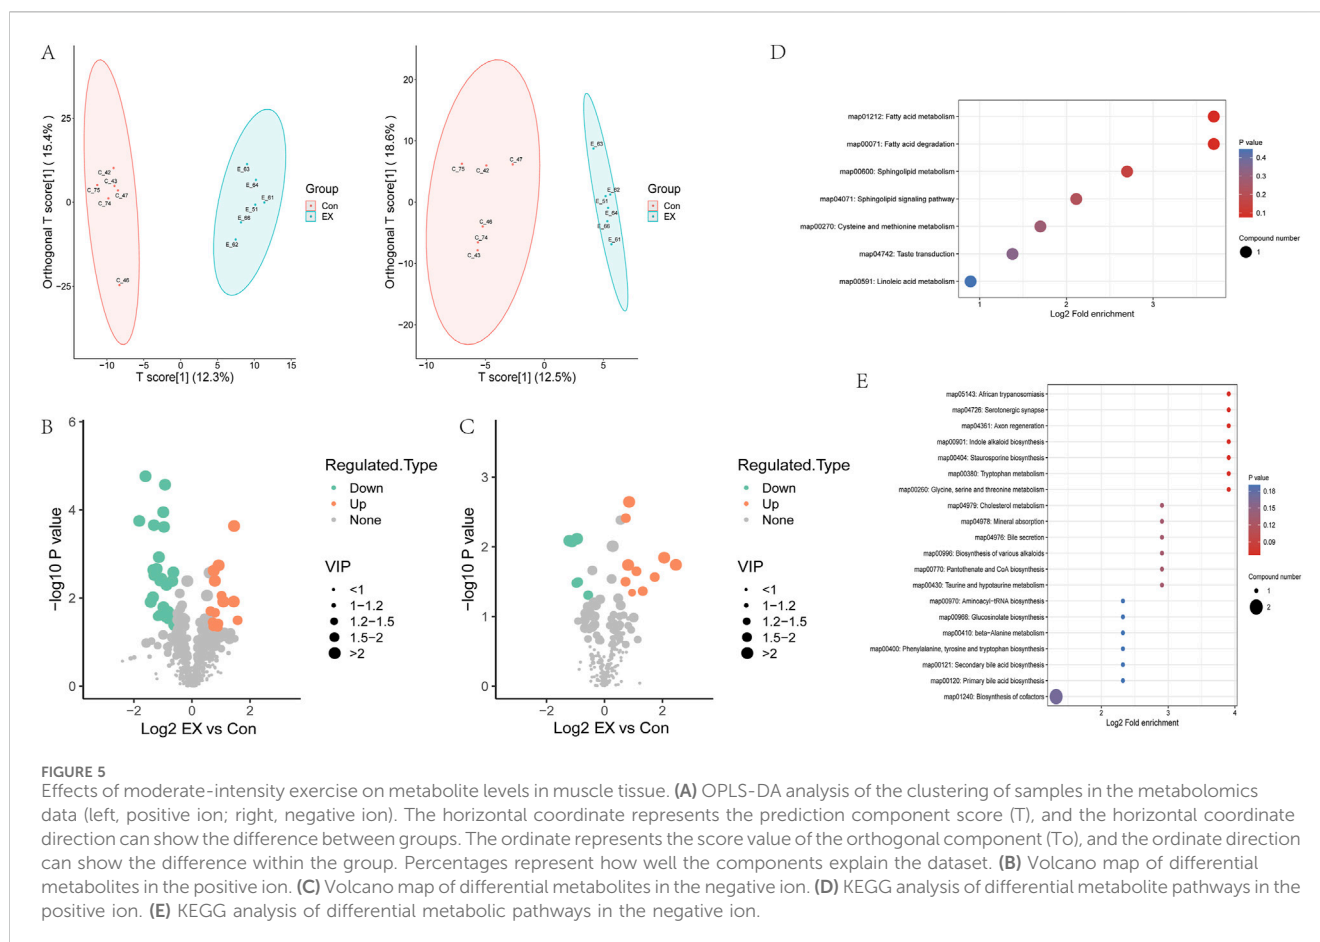 A
Orthogonal T score[1] ( 15.4%)
25
0
−25
C_42
C_43
C_75
C_47
C_74
C_46
E_63
E_64
E_61
E_51
E_66
E_62
−10 −5 0 5 10 15
T score[1] (12.3%)
Group
Con
EX
Orthogonal T score[1] ( 18.6%)
20
10
0
−10
−20
C_75
C_42
C_47
C_46
C_74
C_43
E_63
E_62
E_51
E_64
E_66
E_61
−10 −5 0 5
T score[1] (12.5%)
Group
Con
EX
D
map01212: Fatty acid metabolism
map00071: Fatty acid degradation
map00600: Sphingolipid metabolism
map04071: Sphingolipid signaling pathway
map00270: Cysteine and methionine metabolism
map04742: Taste transduction
map00591: Linoleic acid metabolism
1 2 3
Log2 Fold enrichment
P value
0.4
0.3
0.2
0.1
Compound number
1
B
−log10 P value
6
4
2
0
−2 0 2
Log2 EX vs Con
Regulated.Type
Down
Up
None
VIP
<1
1−1.2
1.2−1.5
1.5−2
>2
C
−log10 P value
3
2
1
0
−2 0 2
Log2 EX vs Con
Regulated.Type
Down
Up
None
VIP
<1
1−1.2
1.2−1.5
1.5−2
>2
E
map05143: African trypanosomiasis
map04726: Serotonergic synapse
map04361: Axon regeneration
map00901: Indole alkaloid biosynthesis
map00404: Staurosporine biosynthesis
map00380: Tryptophan metabolism
map00260: Glycine, serine and threonine metabolism
map04979: Cholesterol metabolism
map04978: Mineral absorption
map04976: Bile secretion
map00996: Biosynthesis of various alkaloids
map00770: Pantothenate and CoA biosynthesis
map00430: Taurine and hypotaurine metabolism
map00970: Aminoacyl−tRNA biosynthesis
map00966: Glucosinolate biosynthesis
map00410: beta−Alanine metabolism
map00400: Phenylalanine, tyrosine and tryptophan biosynthesis
map00121: Secondary bile acid biosynthesis
map00120: Primary bile acid biosynthesis
map01240: Biosynthesis of cofactors
2 3 4
Log2 Fold enrichment
P value
0.18
0.15
0.12
0.09
Compound number
1
2
FIGURE 5
Effects of moderate-intensity exercise on metabolite levels in muscle tissue. (A) OPLS-DA analysis of the clustering of samples in the metabolomics
data (left, positive ion; right, negative ion). The horizontal coordinate represents the prediction component score (T), and the horizontal coordinate
direction can show the difference between groups. The ordinate represents the score value of the orthogonal component (To), and the ordinate direction
can show the difference within the group. Percentages represent how well the components explain the dataset. (B) Volcano map of differential
metabolites in the positive ion. (C) Volcano map of differential metabolites in the negative ion. (D) KEGG analysis of differential metabolite pathways in the
positive ion. (E) KEGG analysis of differential metabolic pathways in the negative ion.